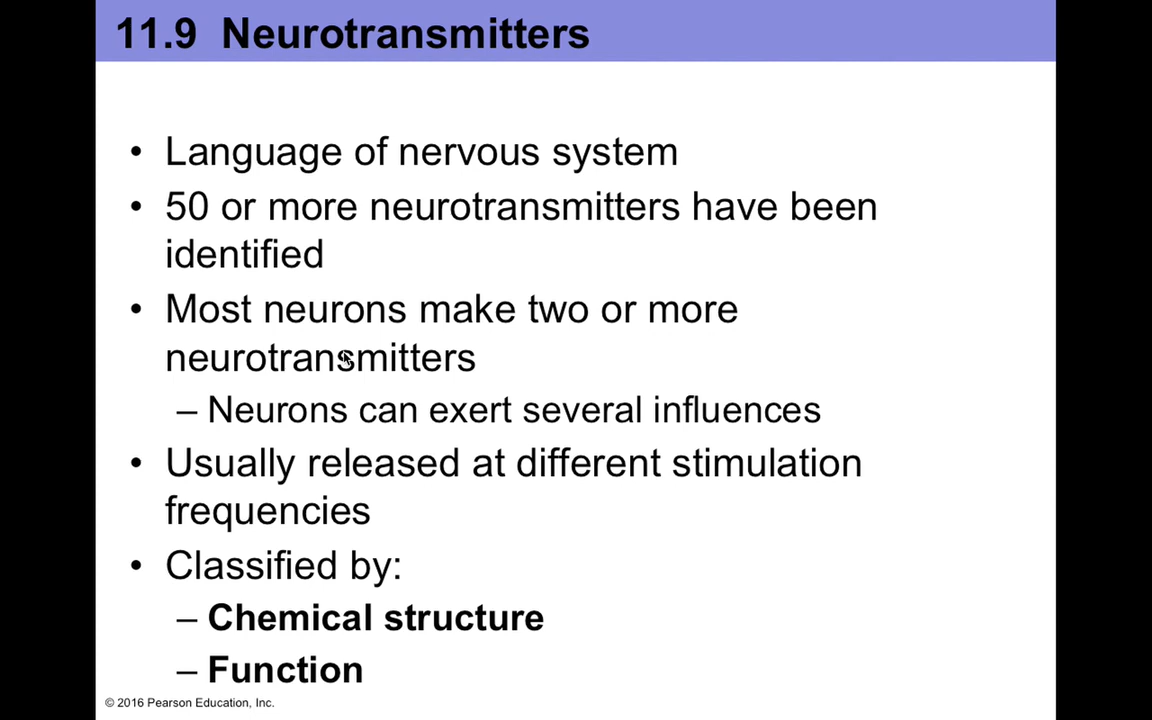 11.9 Neurotransmitters
• Language of nervous system
• 50 or more neurotransmitters have been
identified
• Most neurons make two or more
neurotransmitters
– Neurons can exert several influences
• Usually released at different stimulation
frequencies
• Classified by:
– Chemical structure
– Function
© 2016 Pearson Education, Inc.